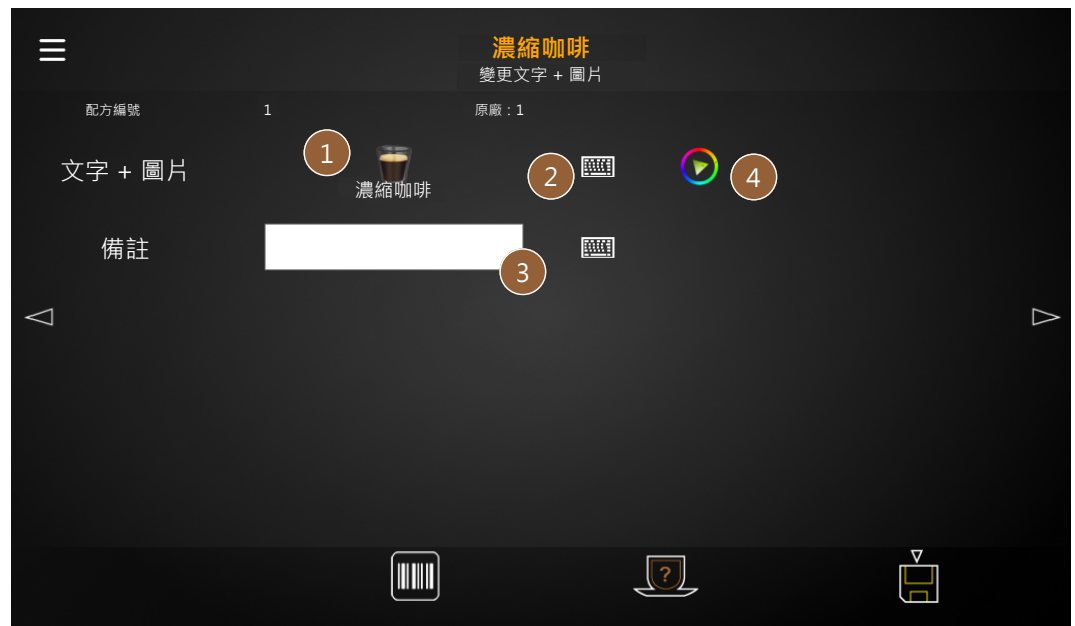 濃縮咖啡
變更文字 + 圖片
配方編號 1 原廠：1
文字 + 圖片 1 2 4
濃縮咖啡
備註 3
?